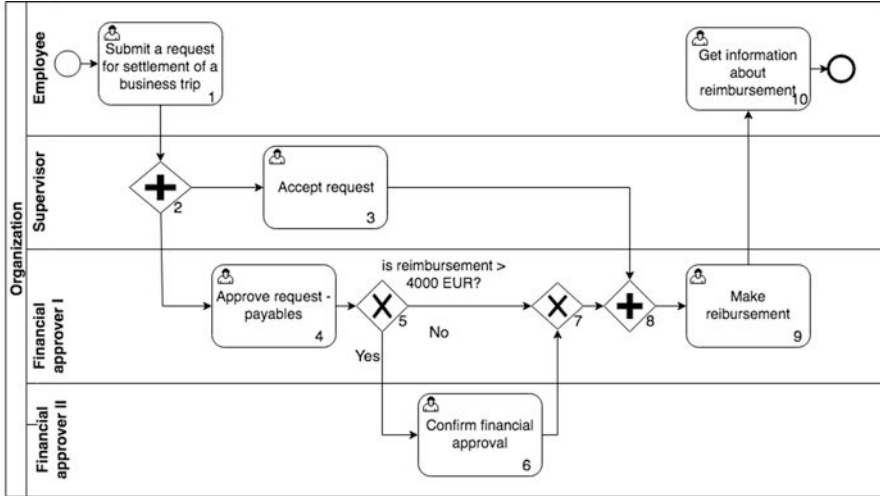 Organization
Employee
Submit a request
for settlement of a
business trip
1
Get information
about
reimbursement
10
Supervisor
2
Accept request
3
Financial
approver I
Approve request -
payables
4
is reimbursement >
4000 EUR?
5
No
Yes
7
8
Make
reibursement
9
Financial
approver II
Confirm financial
approval
6